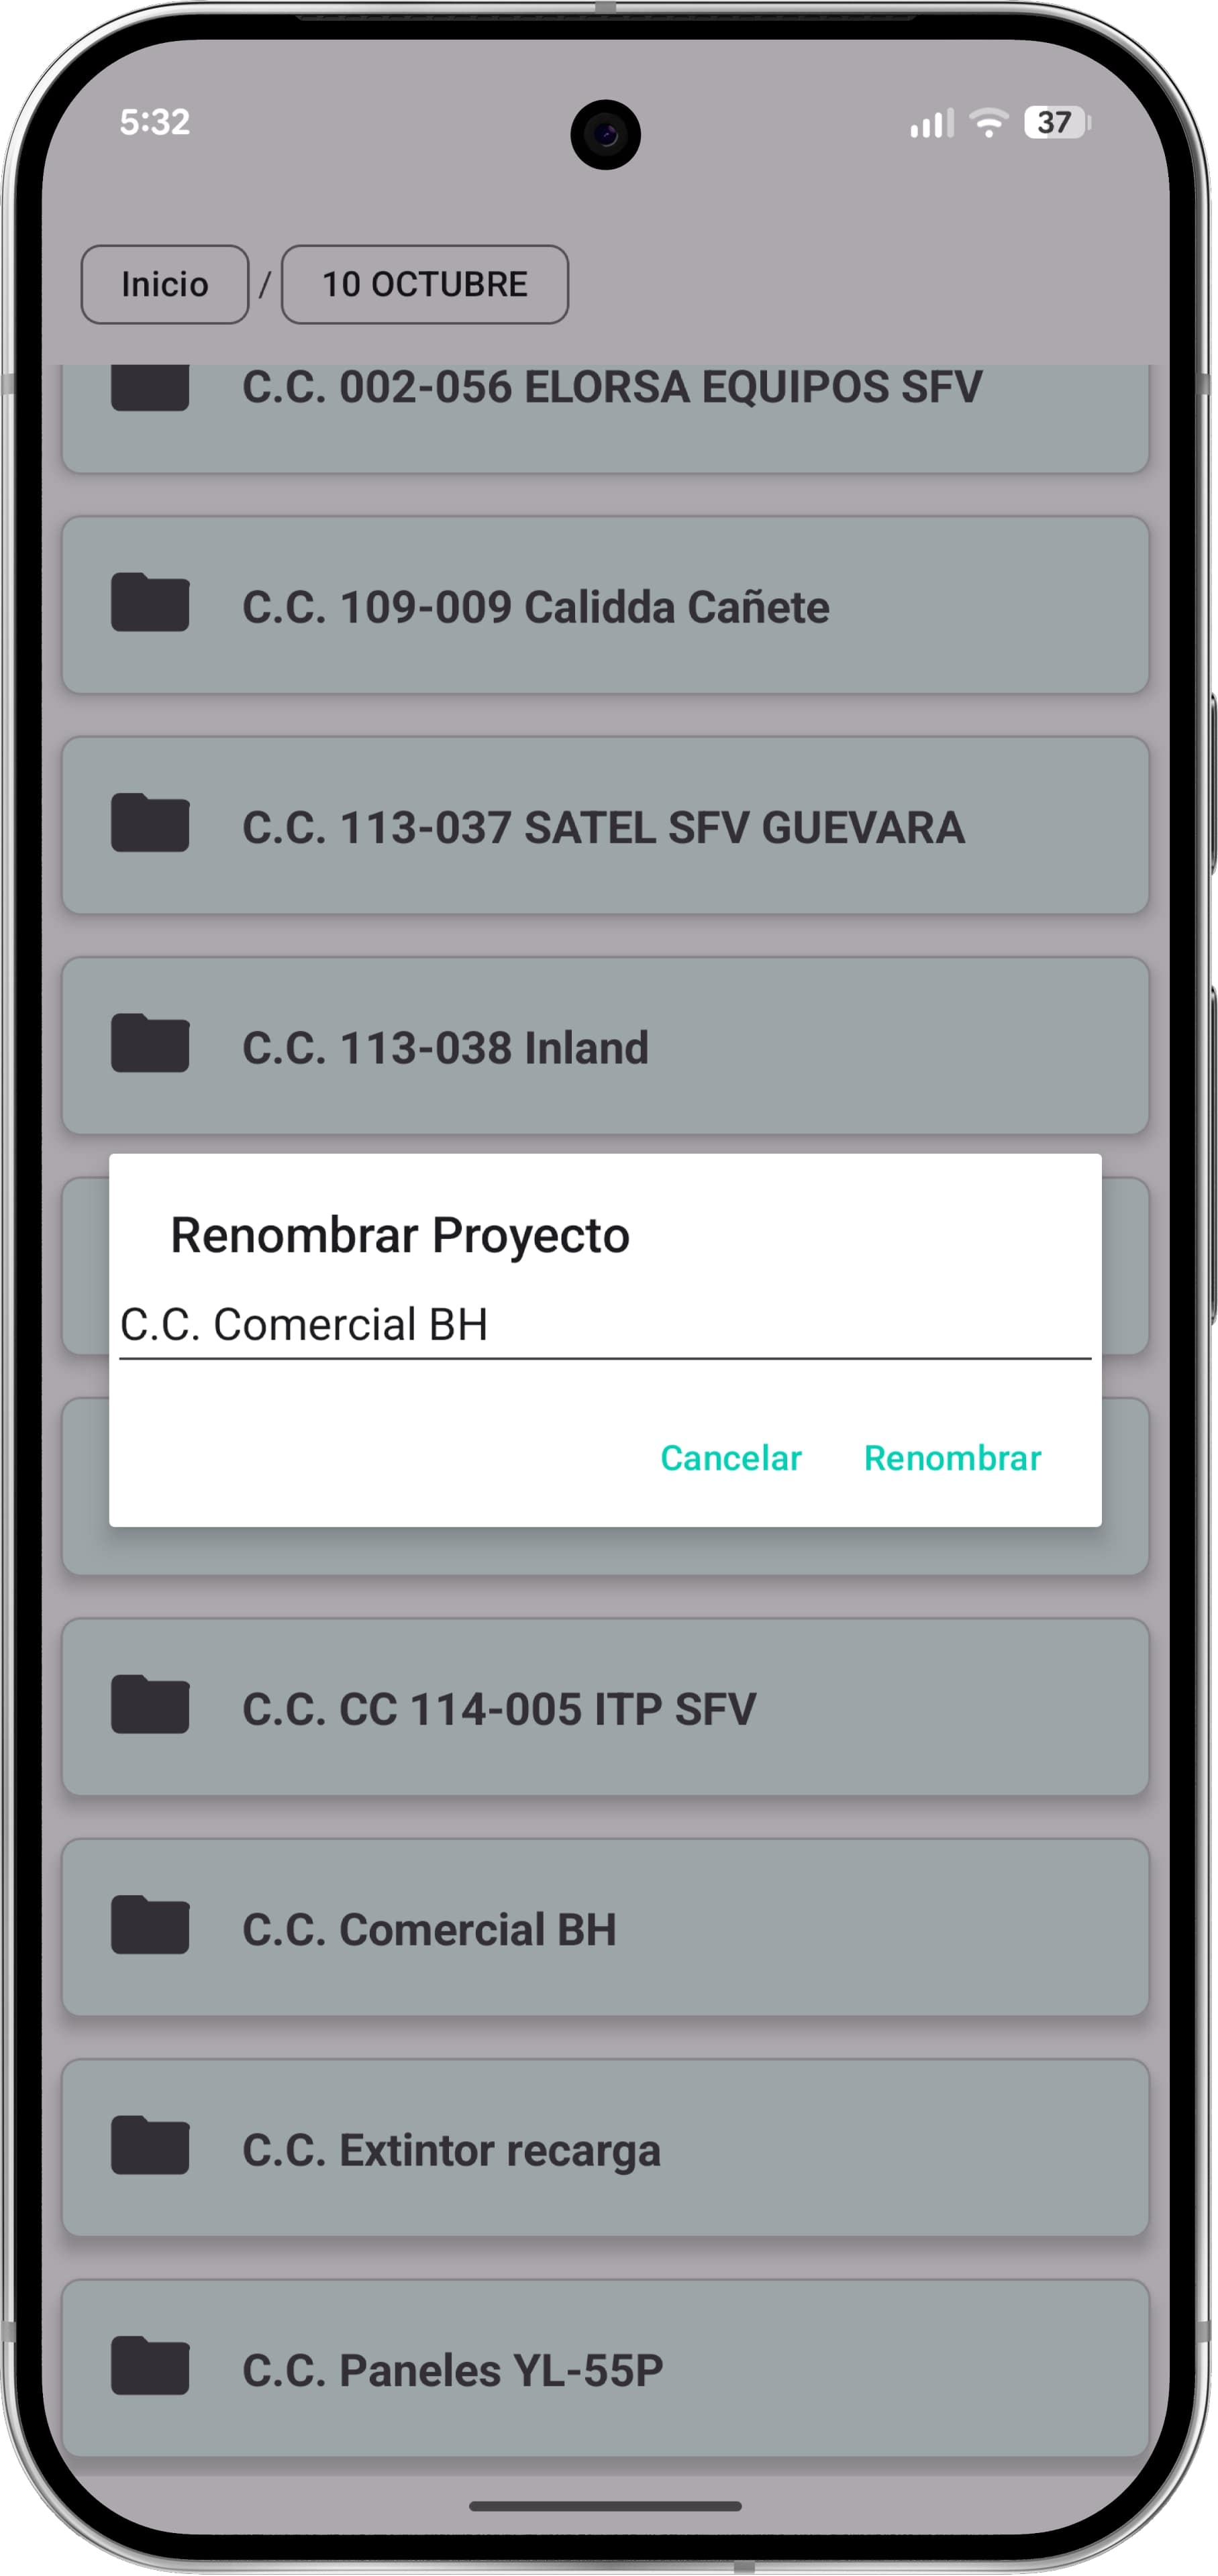 5:32
37
Inicio / 10 OCTUBRE
C.C. 002-056 ELORSA EQUIPOS SFV
C.C. 109-009 Calidda Cañete
C.C. 113-037 SATEL SFV GUEVARA
C.C. 113-038 Inland
Renombrar Proyecto
C.C. Comercial BH
Cancelar Renombrar
C.C. CC 114-005 ITP SFV
C.C. Comercial BH
C.C. Extintor recarga
C.C. Paneles YL-55P